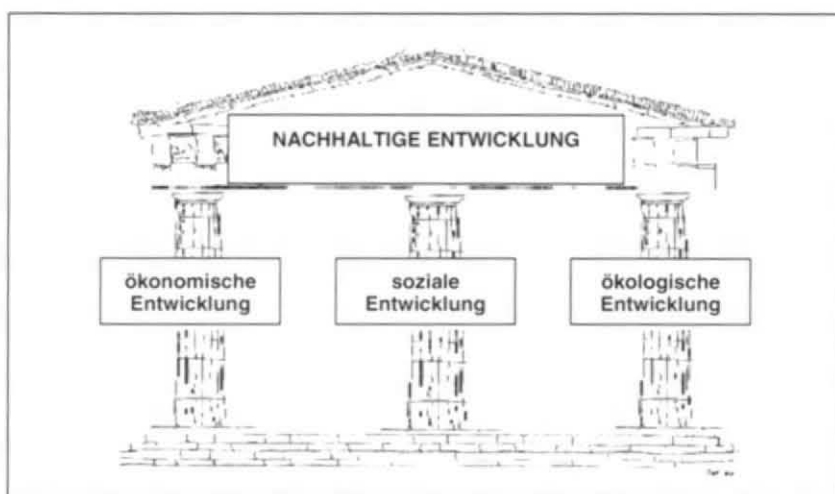 NACHHALTIGE ENTWICKLUNG
ökonomische
Entwicklung
soziale
Entwicklung
ökologische
Entwicklung